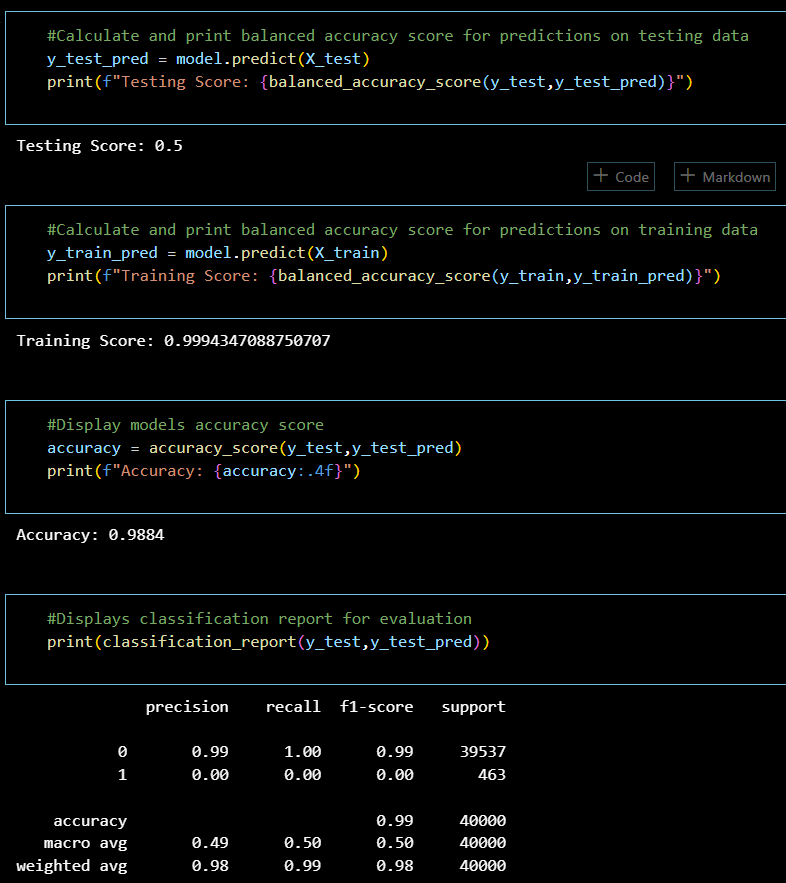 #Calculate and print balanced accuracy score for predictions on testing data
y_test_pred = model.predict(X_test)
print(f"Testing Score: {balanced_accuracy_score(y_test,y_test_pred)}")
Testing Score: 0.5
+ Code + Markdown
#Calculate and print balanced accuracy score for predictions on training data
y_train_pred = model.predict(X_train)
print(f"Training Score: {balanced_accuracy_score(y_train,y_train_pred)}")
Training Score: 0.9994347088750707
#Display models accuracy score
accuracy = accuracy_score(y_test,y_test_pred)
print(f"Accuracy: {accuracy:.4f}")
Accuracy: 0.9884
#Displays classification report for evaluation
print(classification_report(y_test,y_test_pred))
precision recall f1-score support
0 0.99 1.00 0.99 39537
1 0.00 0.00 0.00 463
accuracy 0.99 40000
macro avg 0.49 0.50 0.50 40000
weighted avg 0.98 0.99 0.98 40000